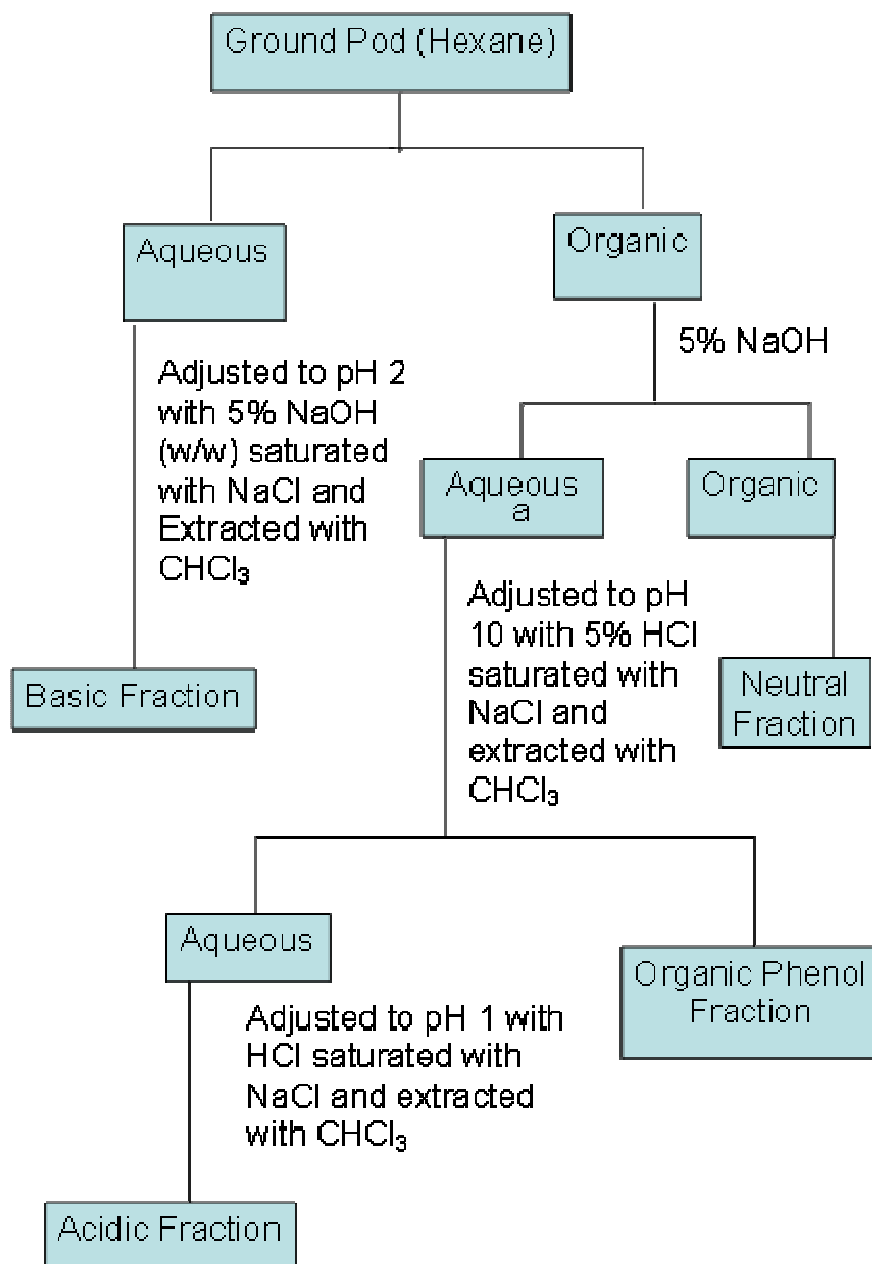 Ground Pod (Hexane)
Aqueous
Organic
5% NaOH
Adjusted to pH 2
with 5% NaOH
(w/w) saturated
with NaCl and
Extracted with
CHCl₃
Aqueous
a
Organic
Adjusted to pH
10 with 5% HCl
saturated with
NaCl and
extracted with
CHCl₃
Basic Fraction
Neutral
Fraction
Aqueous
Organic Phenol
Fraction
Adjusted to pH 1 with
HCl saturated with
NaCl and extracted
with CHCl₃
Acidic Fraction